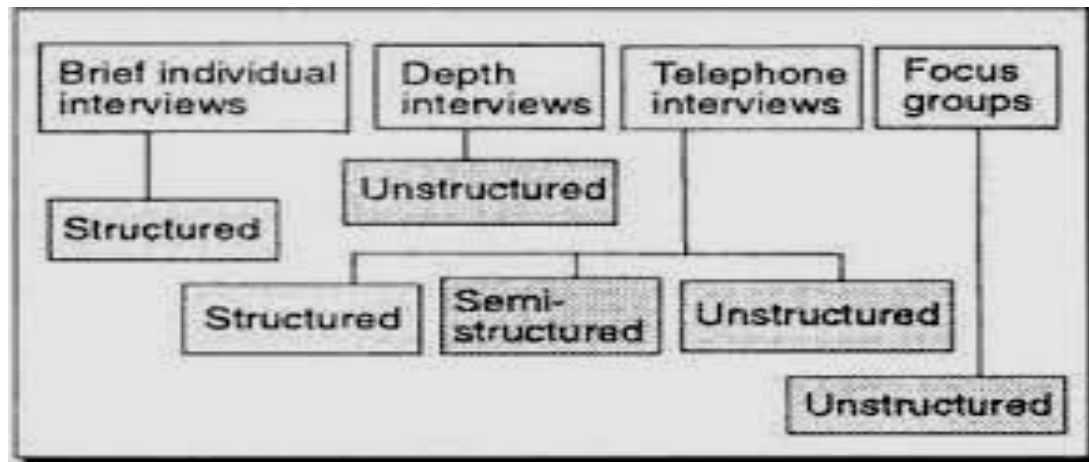 Brief individual
interviews
Depth
interviews
Telephone
interviews
Focus
groups
Unstructured
Structured
Structured
Semi-
structured
Unstructured
Unstructured